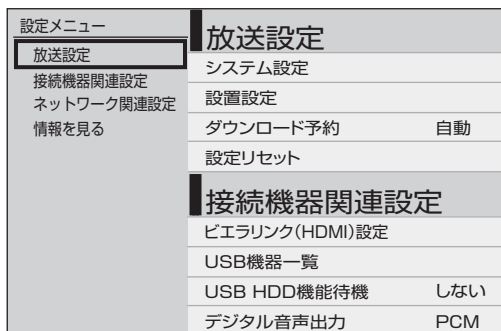 設定メニュー
放送設定
接続機器関連設定
ネットワーク関連設定
情報を見る
放送設定
システム設定
設置設定
ダウンロード予約 自動
設定リセット
接続機器関連設定
ビエラリンク(HDMI)設定
USB機器一覧
USB HDD機能待機 しない
デジタル音声出力 PCM